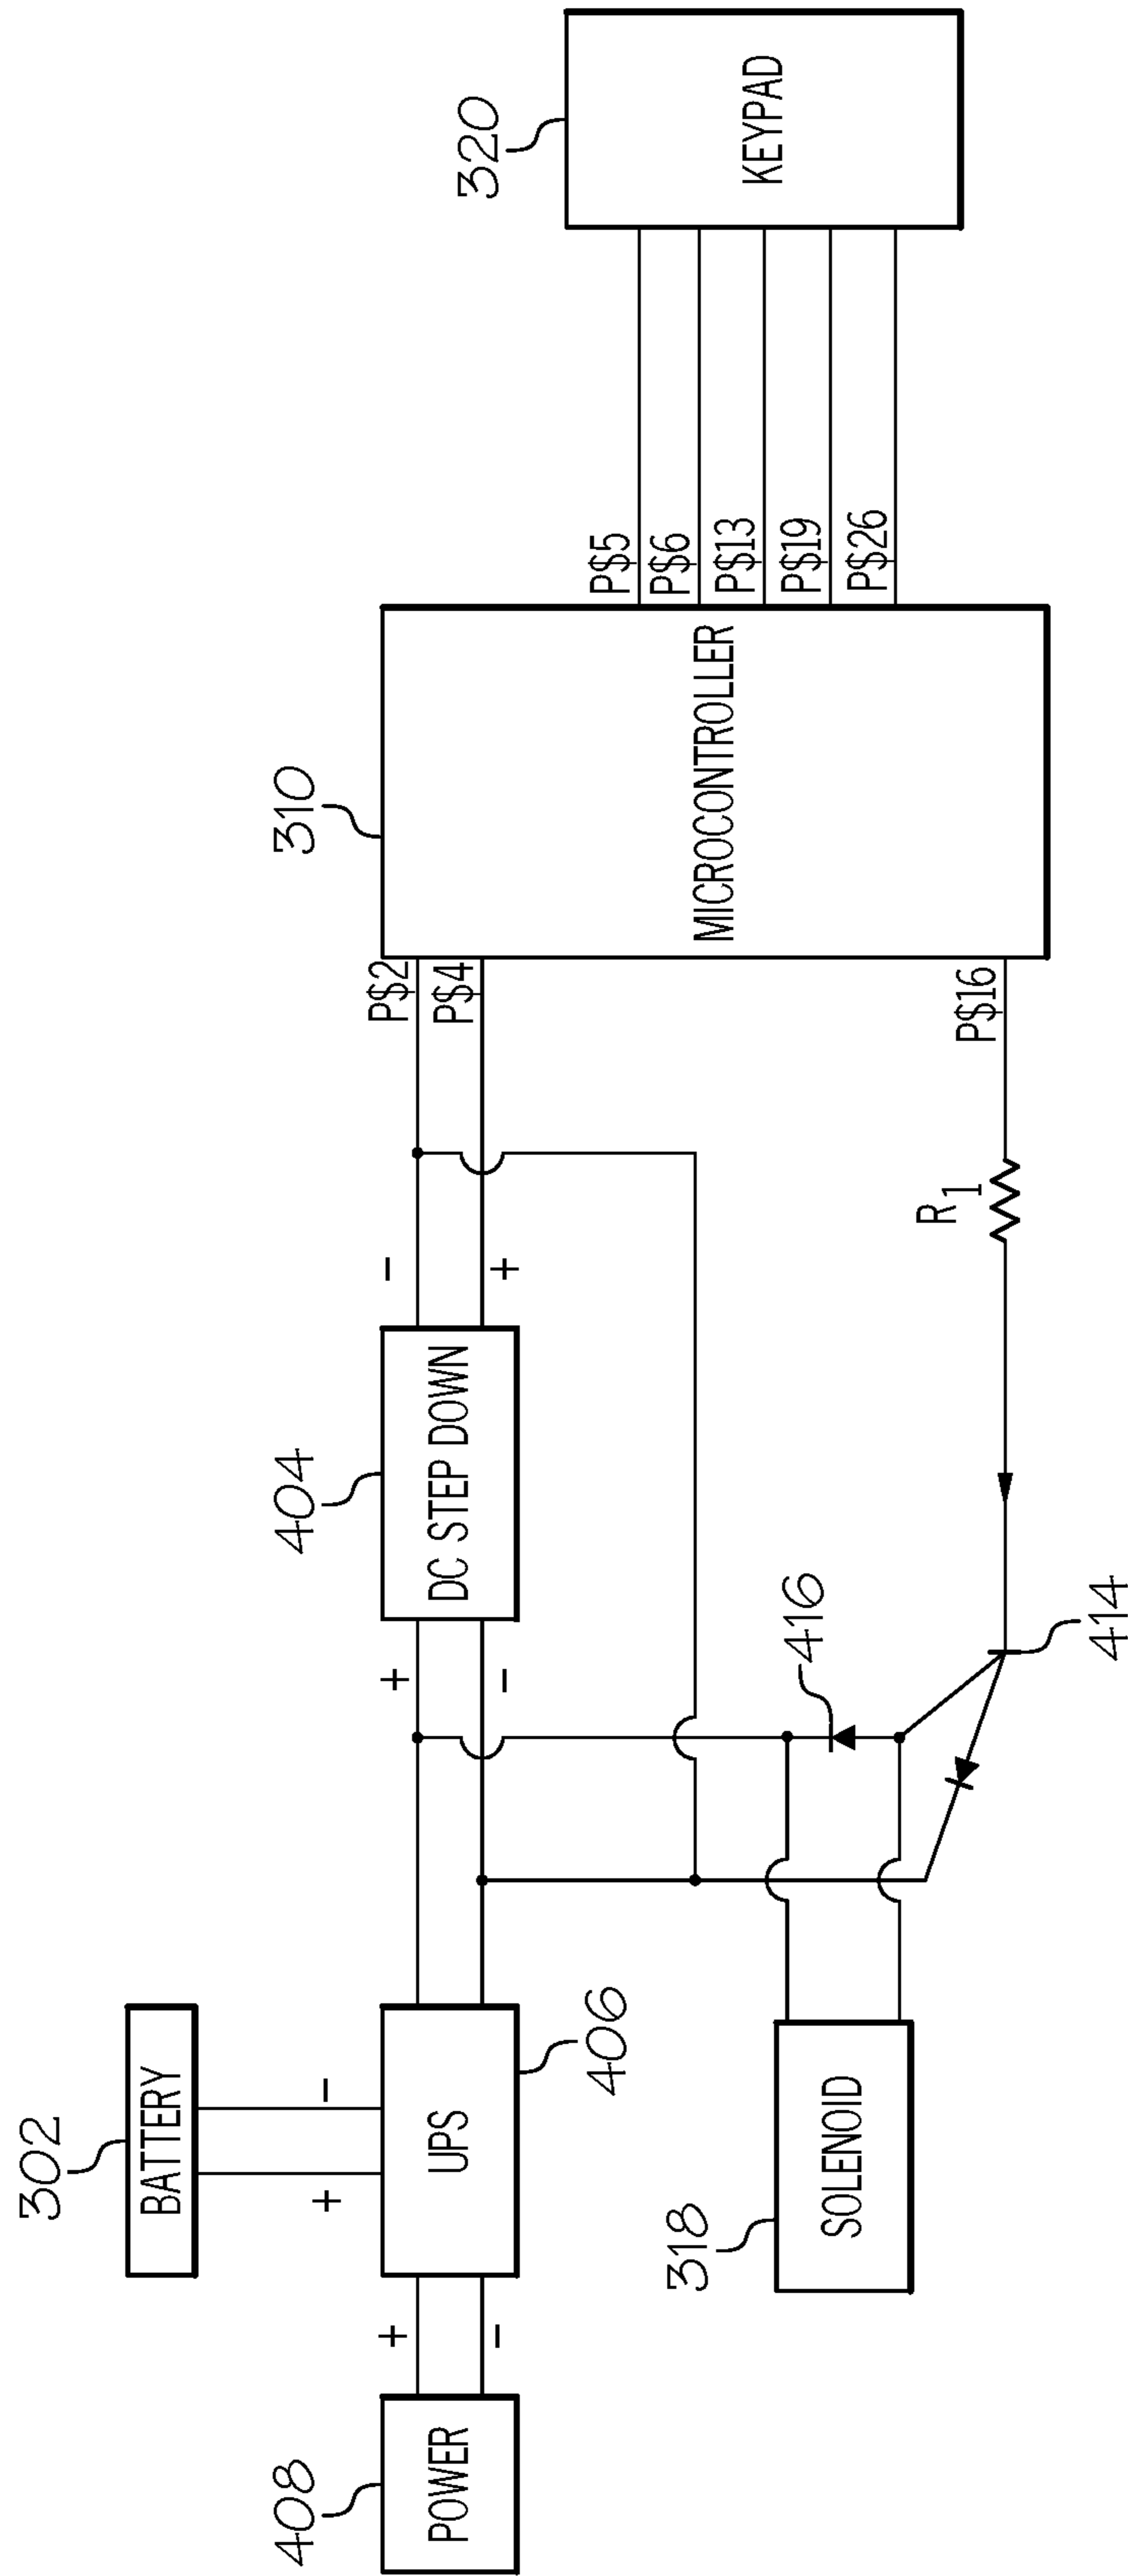 302
BATTERY
+
−
408
POWER
+
−
UPS
406
+
−
404
DC STEP DOWN
−
+
310
P$2
P$4
MICROCONTROLLER
P$16
P$5
P$6
P$13
P$19
P$26
320
KEYPAD
318
SOLENOID
416
414
R1